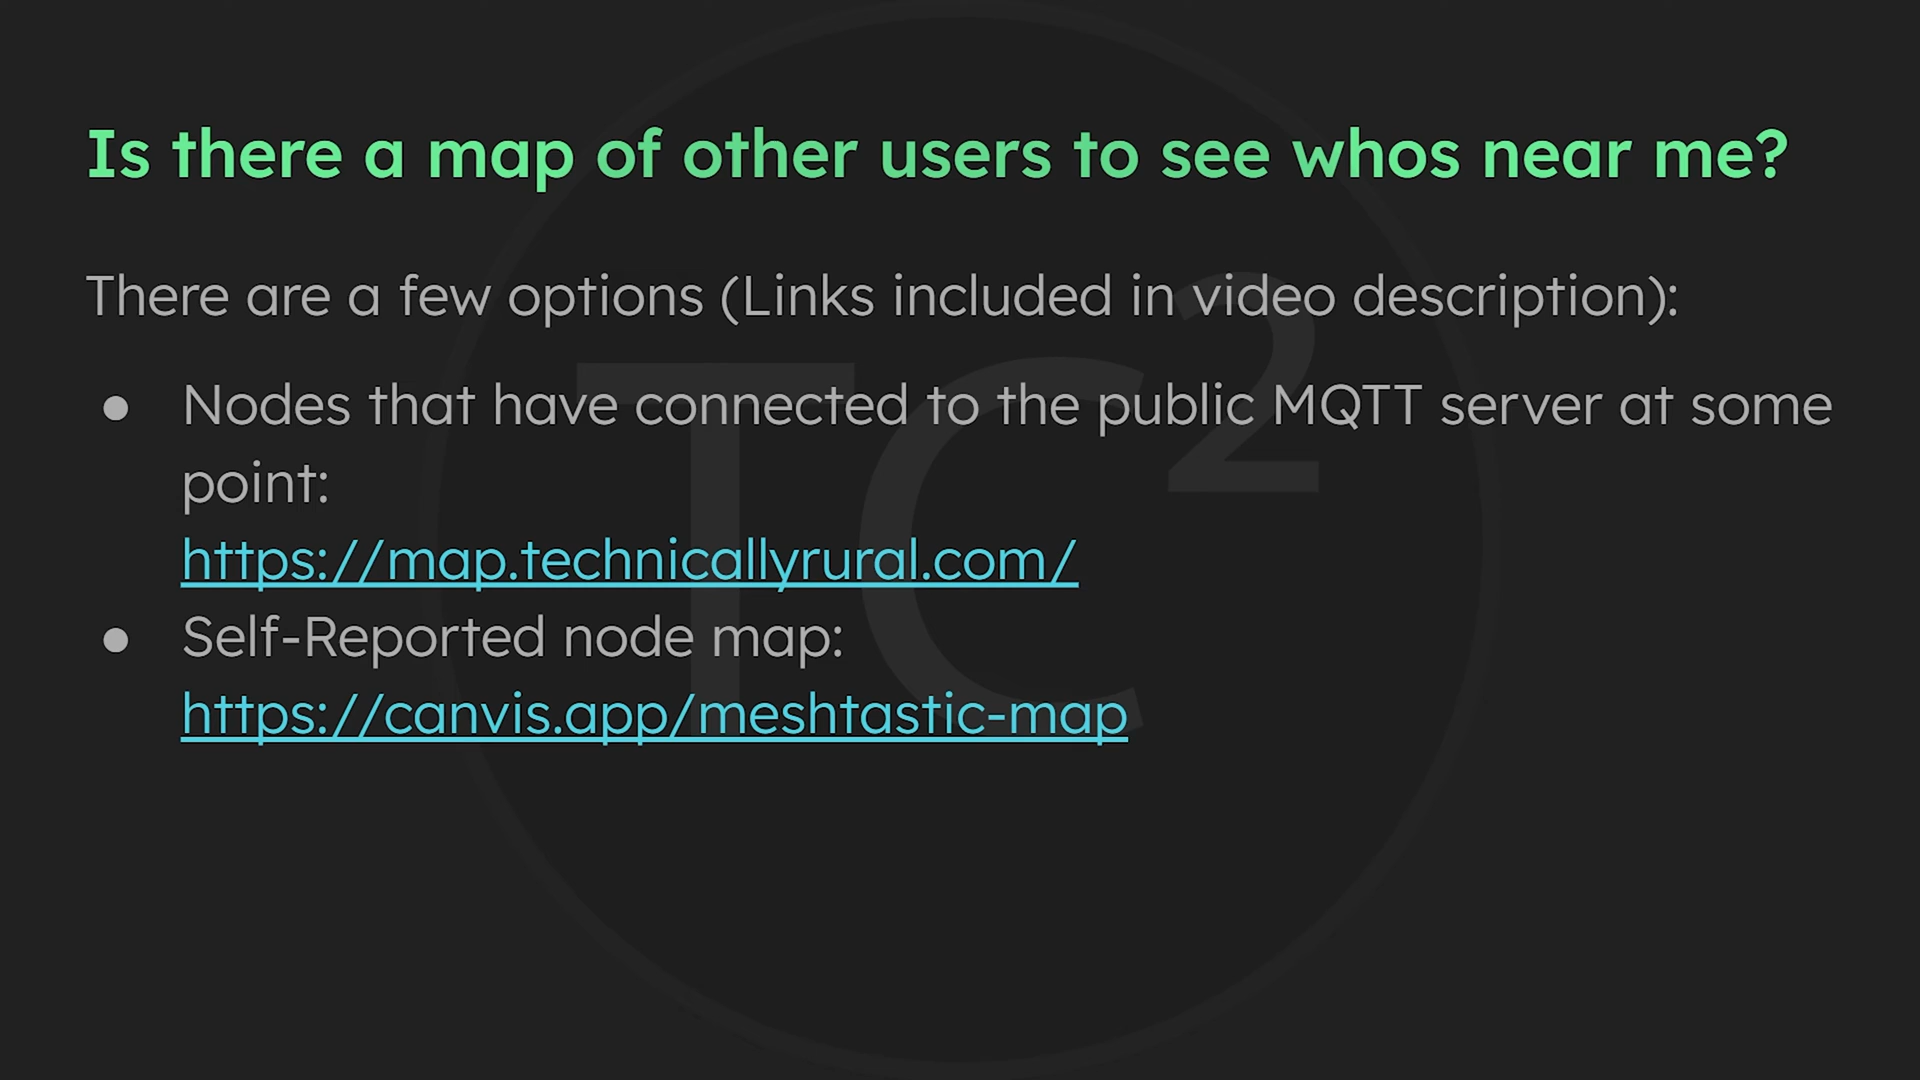 Is there a map of other users to see whos near me?
There are a few options (Links included in video description):
● Nodes that have connected to the public MQTT server at some
point:
https://map.technicallyrural.com/
● Self-Reported node map:
https://canvis.app/meshtastic-map
TC²